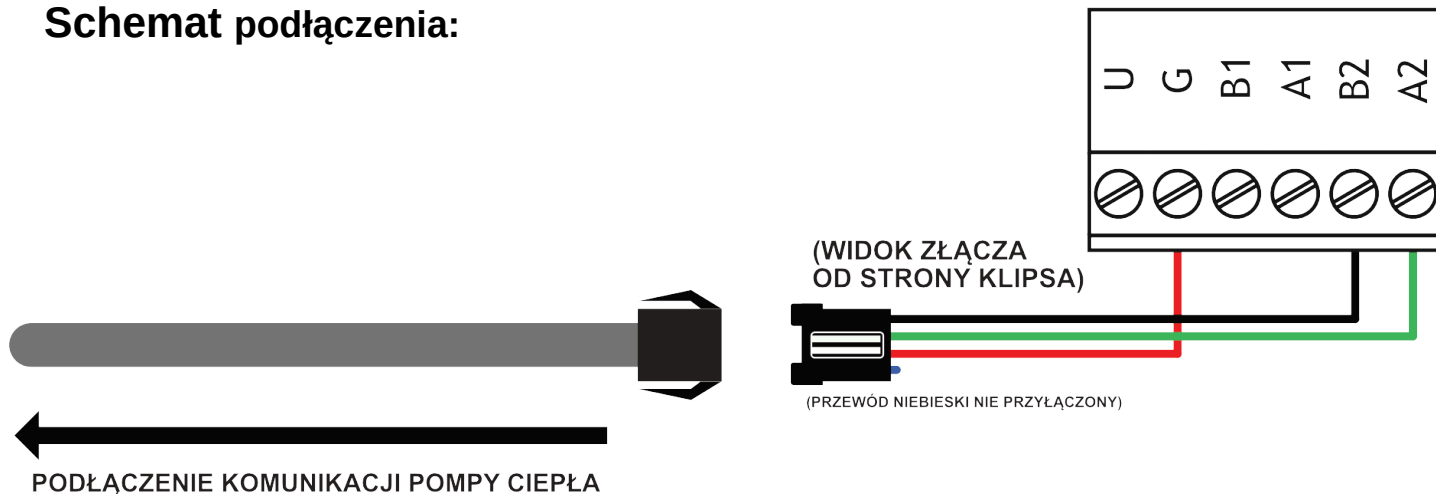 Schemat podłączenia:
U G B1 A1 B2 A2
(WIDOK ZŁĄCZA
OD STRONY KLIPSA)
(PRZEWÓD NIEBIESKI NIE PRZYŁĄCZONY)
PODŁĄCZENIE KOMUNIKACJI POMPY CIEPŁA